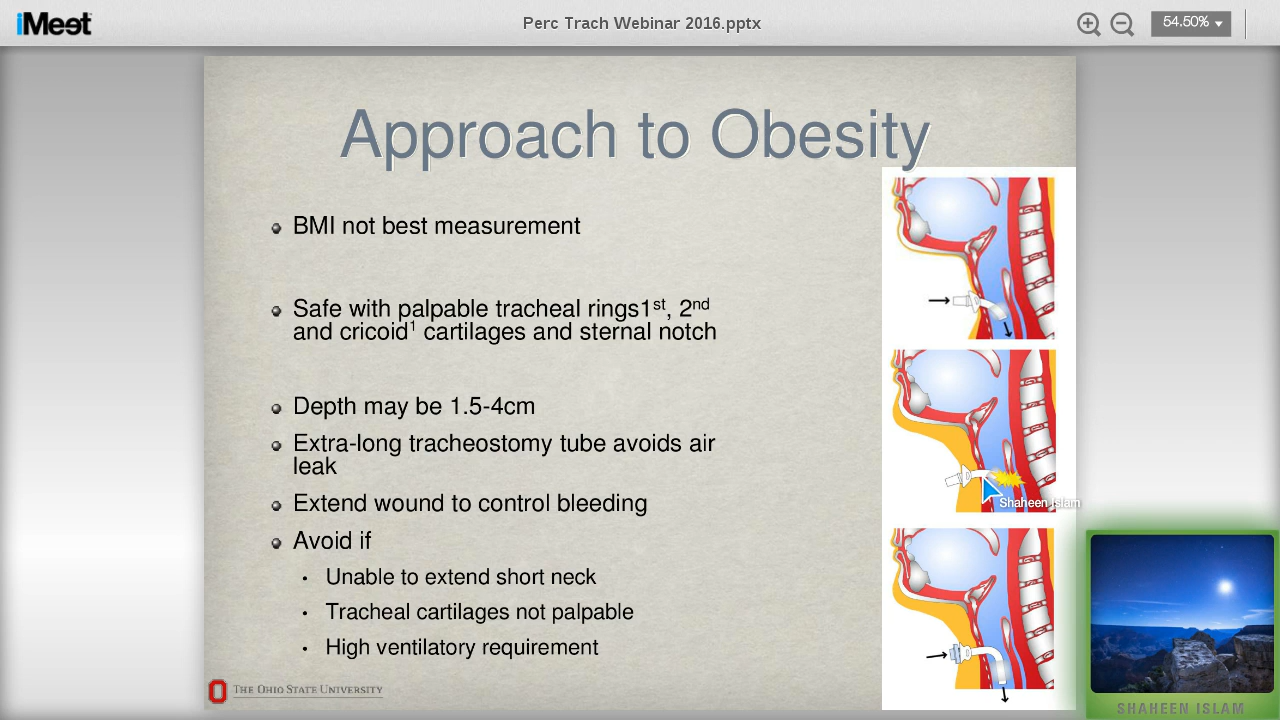 iMeet
Perc Trach Webinar 2016.pptx
54.50%
Approach to Obesity
BMI not best measurement
Safe with palpable tracheal rings1st, 2nd
and cricoid1 cartilages and sternal notch
Depth may be 1.5-4cm
Extra-long tracheostomy tube avoids air
leak
Extend wound to control bleeding
Avoid if
Unable to extend short neck
Tracheal cartilages not palpable
High ventilatory requirement
Shaheen Islam
THE OHIO STATE UNIVERSITY
SHAHEEN ISLAM